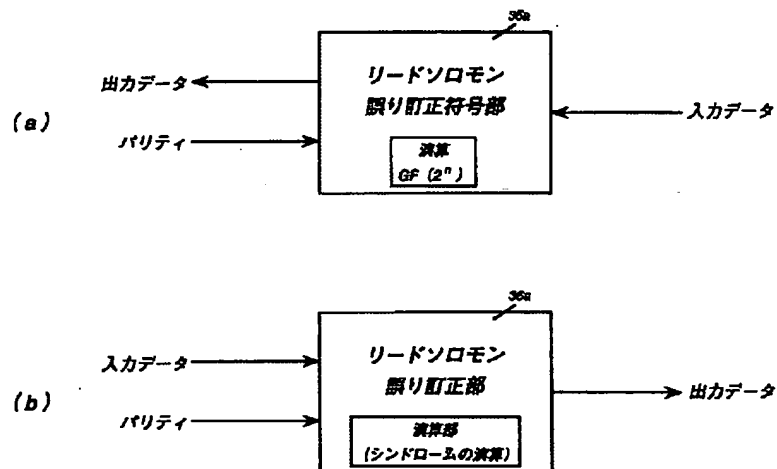 (a)
35a
リードソロモン
誤り訂正符号部
演算
GF (2ⁿ)
出力データ
パリティ
入力データ
(b)
36a
リードソロモン
誤り訂正部
演算部
(シンドロームの演算)
入力データ
パリティ
出力データ